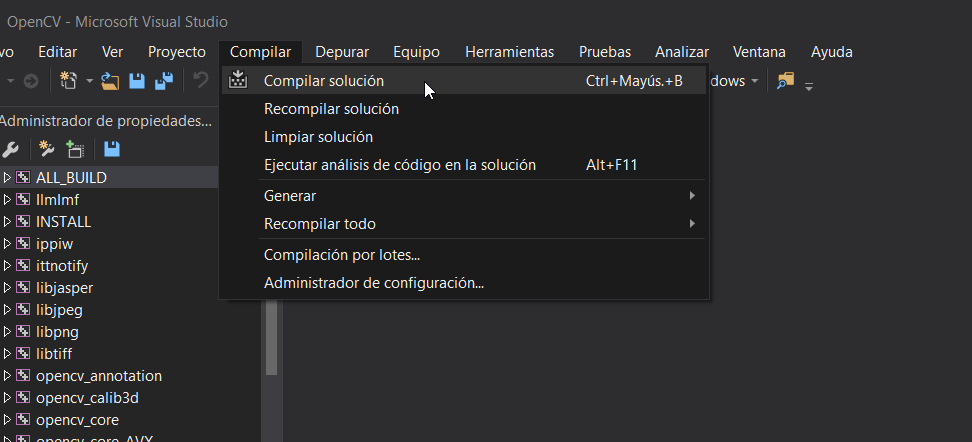 OpenCV - Microsoft Visual Studio
vo Editar Ver Proyecto Compilar Depurar Equipo Herramientas Pruebas Analizar Ventana Ayuda
Compilar solución Ctrl+Mayús.+B
dows
Recompilar solución
Limpiar solución
Ejecutar análisis de código en la solución Alt+F11
Generar
Recompilar todo
Compilación por lotes...
Administrador de configuración...
Administrador de propiedades...
ALL_BUILD
IlmImf
INSTALL
ippiw
ittnotify
libjasper
libjpeg
libpng
libtiff
opencv_annotation
opencv_calib3d
opencv_core
opencv_core_AVX